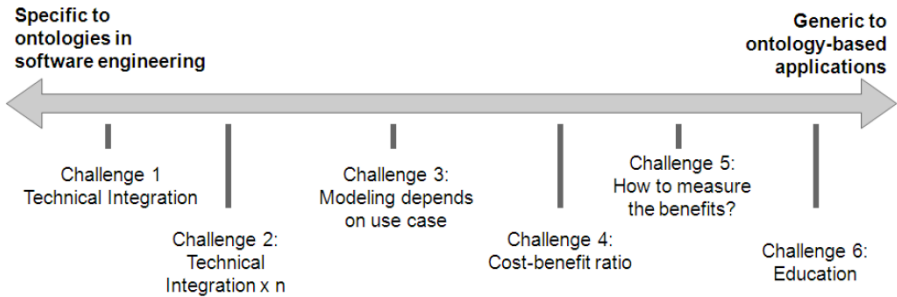 Specific to
ontologies in
software engineering
Generic to
ontology-based
applications
Challenge 1
Technical Integration
Challenge 2:
Technical
Integration x n
Challenge 3:
Modeling depends
on use case
Challenge 4:
Cost-benefit ratio
Challenge 5:
How to measure
the benefits?
Challenge 6:
Education